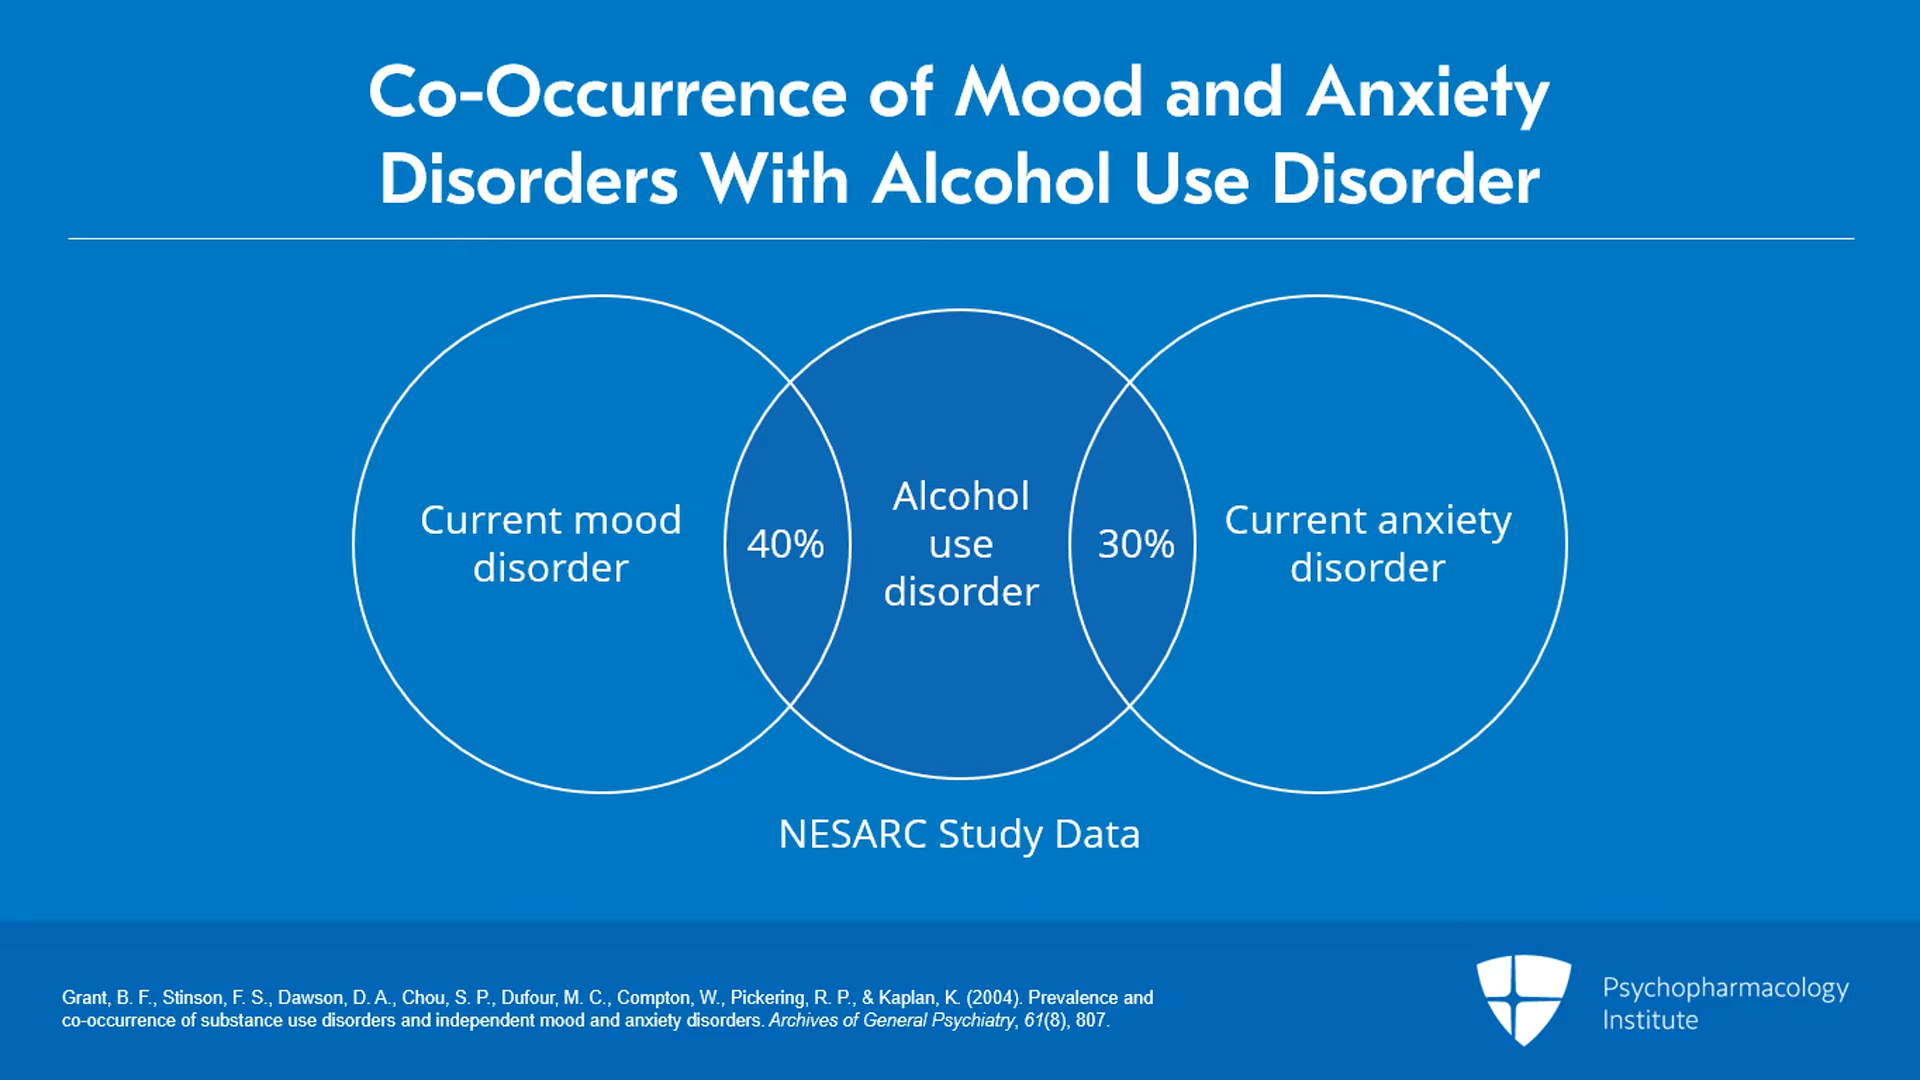 Co-Occurrence of Mood and Anxiety
Disorders With Alcohol Use Disorder
Current mood
disorder
40%
Alcohol
use
disorder
30%
Current anxiety
disorder
NESARC Study Data
Grant, B. F., Stinson, F. S., Dawson, D. A., Chou, S. P., Dufour, M. C., Compton, W., Pickering, R. P., & Kaplan, K. (2004). Prevalence and
co-occurrence of substance use disorders and independent mood and anxiety disorders. Archives of General Psychiatry, 61(8), 807.
Psychopharmacology
Institute